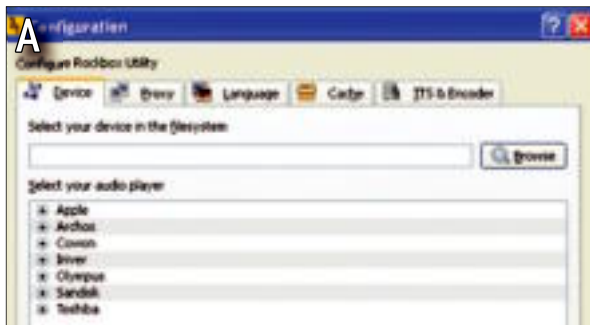 A
Configuration
Configure Rockbox Utility
Device Proxy Language Cache TTS & Encoder
Select your device in the filesystem
Browse
Select your audio player
Apple
Archos
Cowon
Iriver
Olympus
Sandisk
Toshiba